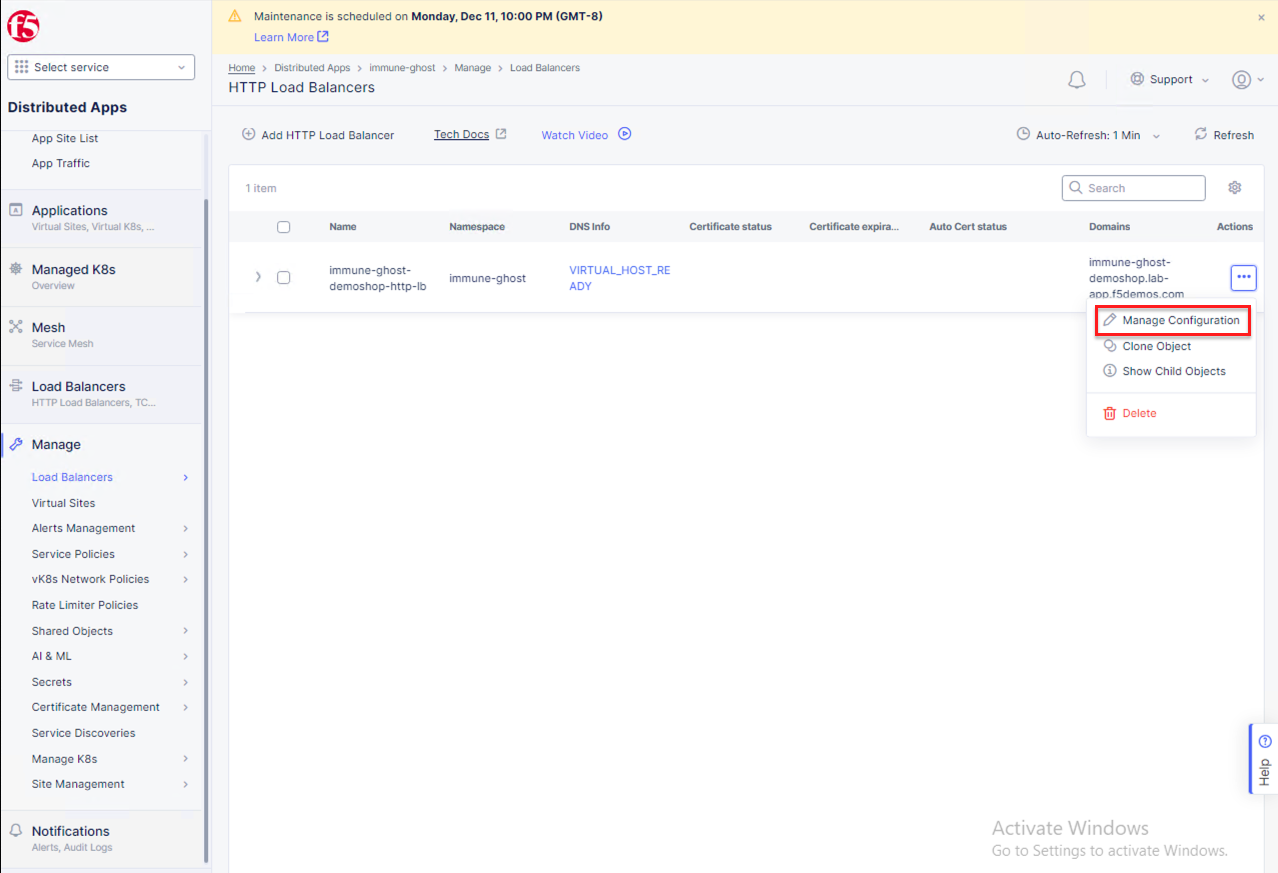 f5
Maintenance is scheduled on Monday, Dec 11, 10:00 PM (GMT-8)
Learn More
Select service
Distributed Apps
App Site List
App Traffic
Applications
Virtual Sites, Virtual K8s, ...
Managed K8s
Overview
Mesh
Service Mesh
Load Balancers
HTTP Load Balancers, TC...
Manage
Load Balancers
Virtual Sites
Alerts Management
Service Policies
vK8s Network Policies
Rate Limiter Policies
Shared Objects
AI & ML
Secrets
Certificate Management
Service Discoveries
Manage K8s
Site Management
Notifications
Alerts, Audit Logs
Home > Distributed Apps > immune-ghost > Manage > Load Balancers
HTTP Load Balancers
Support
Add HTTP Load Balancer Tech Docs Watch Video
Auto-Refresh: 1 Min Refresh
1 item
Search
Name Namespace DNS Info Certificate status Certificate expira... Auto Cert status Domains Actions
immune-ghost-
demoshop-http-lb
immune-ghost
VIRTUAL_HOST_RE
ADY
immune-ghost-
demoshop.lab-
app.f5demos.com
Manage Configuration
Clone Object
Show Child Objects
Delete
Help
Activate Windows
Go to Settings to activate Windows.